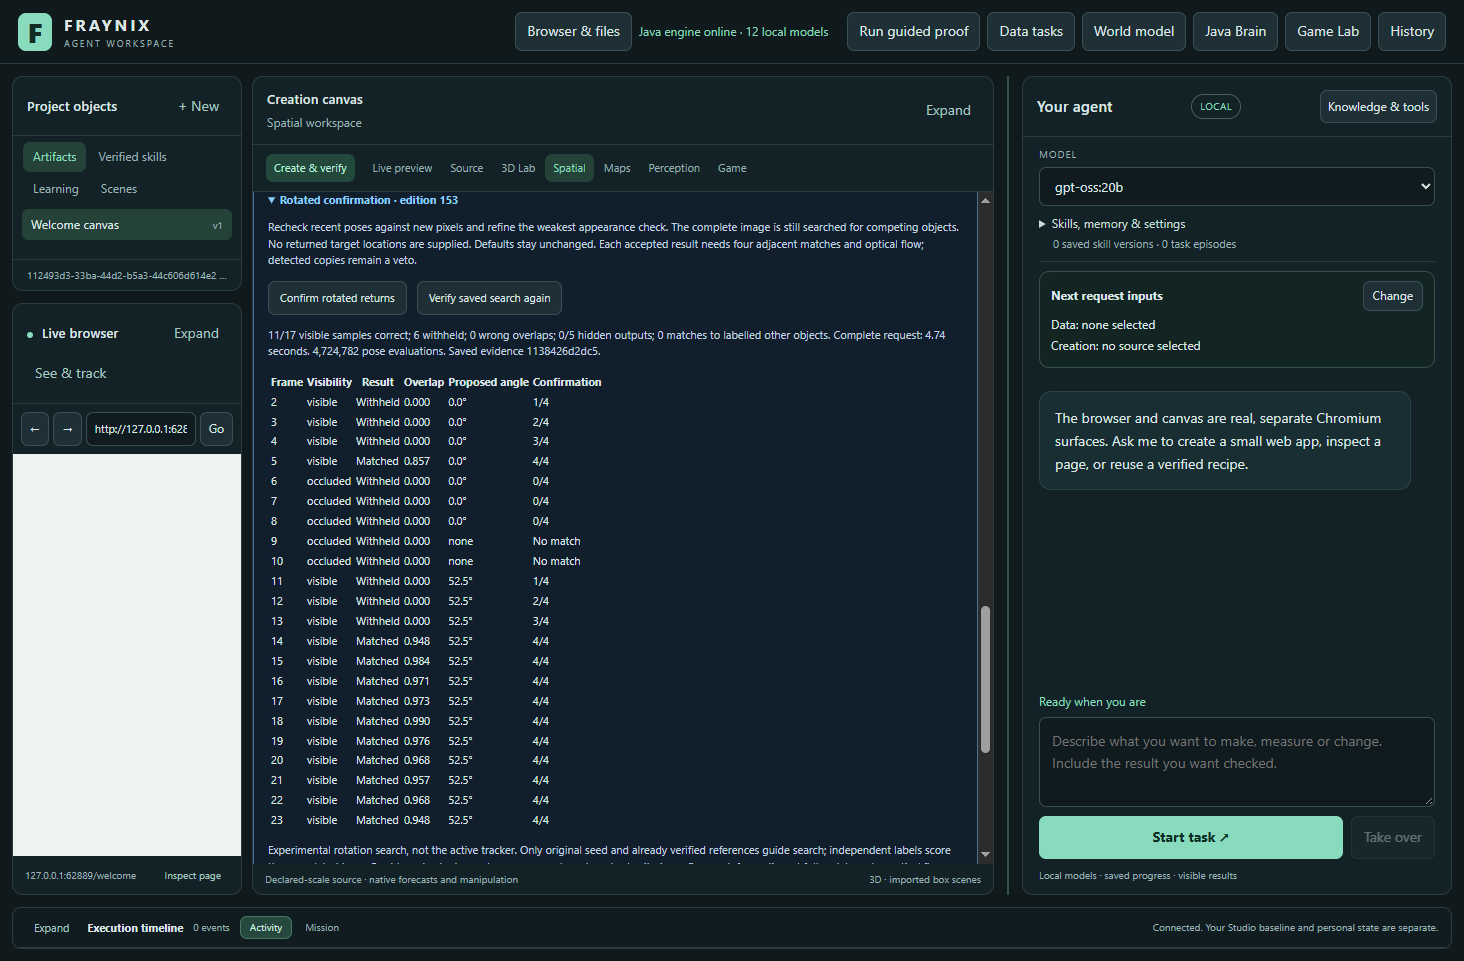 F
FRAYNIX
AGENT WORKSPACE
Browser & files
Java engine online · 12 local models
Run guided proof
Data tasks
World model
Java Brain
Game Lab
History
Project objects
+ New
Artifacts
Verified skills
Learning
Scenes
Welcome canvas
v1
112493d3-33ba-44d2-b5a3-44c606d614e2 ...
Live browser
Expand
See & track
←
→
http://127.0.0.1:628
Go
127.0.0.1:62889/welcome
Inspect page
Creation canvas
Spatial workspace
Expand
Create & verify
Live preview
Source
3D Lab
Spatial
Maps
Perception
Game
▼ Rotated confirmation · edition 153
Recheck recent poses against new pixels and refine the weakest appearance check. The complete image is still searched for competing objects.
No returned target locations are supplied. Defaults stay unchanged. Each accepted result needs four adjacent matches and optical flow;
detected copies remain a veto.
Confirm rotated returns
Verify saved search again
11/17 visible samples correct; 6 withheld; 0 wrong overlaps; 0/5 hidden outputs; 0 matches to labelled other objects. Complete request: 4.74
seconds. 4,724,782 pose evaluations. Saved evidence 1138426d2dc5.
Frame Visibility Result Overlap Proposed angle Confirmation
2 visible Withheld 0.000 0.0° 1/4
3 visible Withheld 0.000 0.0° 2/4
4 visible Withheld 0.000 0.0° 3/4
5 visible Matched 0.857 0.0° 4/4
6 occluded Withheld 0.000 0.0° 0/4
7 occluded Withheld 0.000 0.0° 0/4
8 occluded Withheld 0.000 0.0° 0/4
9 occluded Withheld 0.000 none No match
10 occluded Withheld 0.000 none No match
11 visible Withheld 0.000 52.5° 1/4
12 visible Withheld 0.000 52.5° 2/4
13 visible Withheld 0.000 52.5° 3/4
14 visible Matched 0.948 52.5° 4/4
15 visible Matched 0.984 52.5° 4/4
16 visible Matched 0.971 52.5° 4/4
17 visible Matched 0.973 52.5° 4/4
18 visible Matched 0.990 52.5° 4/4
19 visible Matched 0.976 52.5° 4/4
20 visible Matched 0.968 52.5° 4/4
21 visible Matched 0.957 52.5° 4/4
22 visible Matched 0.968 52.5° 4/4
23 visible Matched 0.948 52.5° 4/4
Experimental rotation search, not the active tracker. Only original seed and already verified references guide search; independent labels score
Declared-scale source · native forecasts and manipulation
3D · imported box scenes
Your agent
LOCAL
Knowledge & tools
MODEL
gpt-oss:20b
▶ Skills, memory & settings
0 saved skill versions · 0 task episodes
Next request inputs
Change
Data: none selected
Creation: no source selected
The browser and canvas are real, separate Chromium
surfaces. Ask me to create a small web app, inspect a
page, or reuse a verified recipe.
Ready when you are
Describe what you want to make, measure or change.
Include the result you want checked.
Start task ↗
Take over
Local models · saved progress · visible results
Expand
Execution timeline
0 events
Activity
Mission
Connected. Your Studio baseline and personal state are separate.